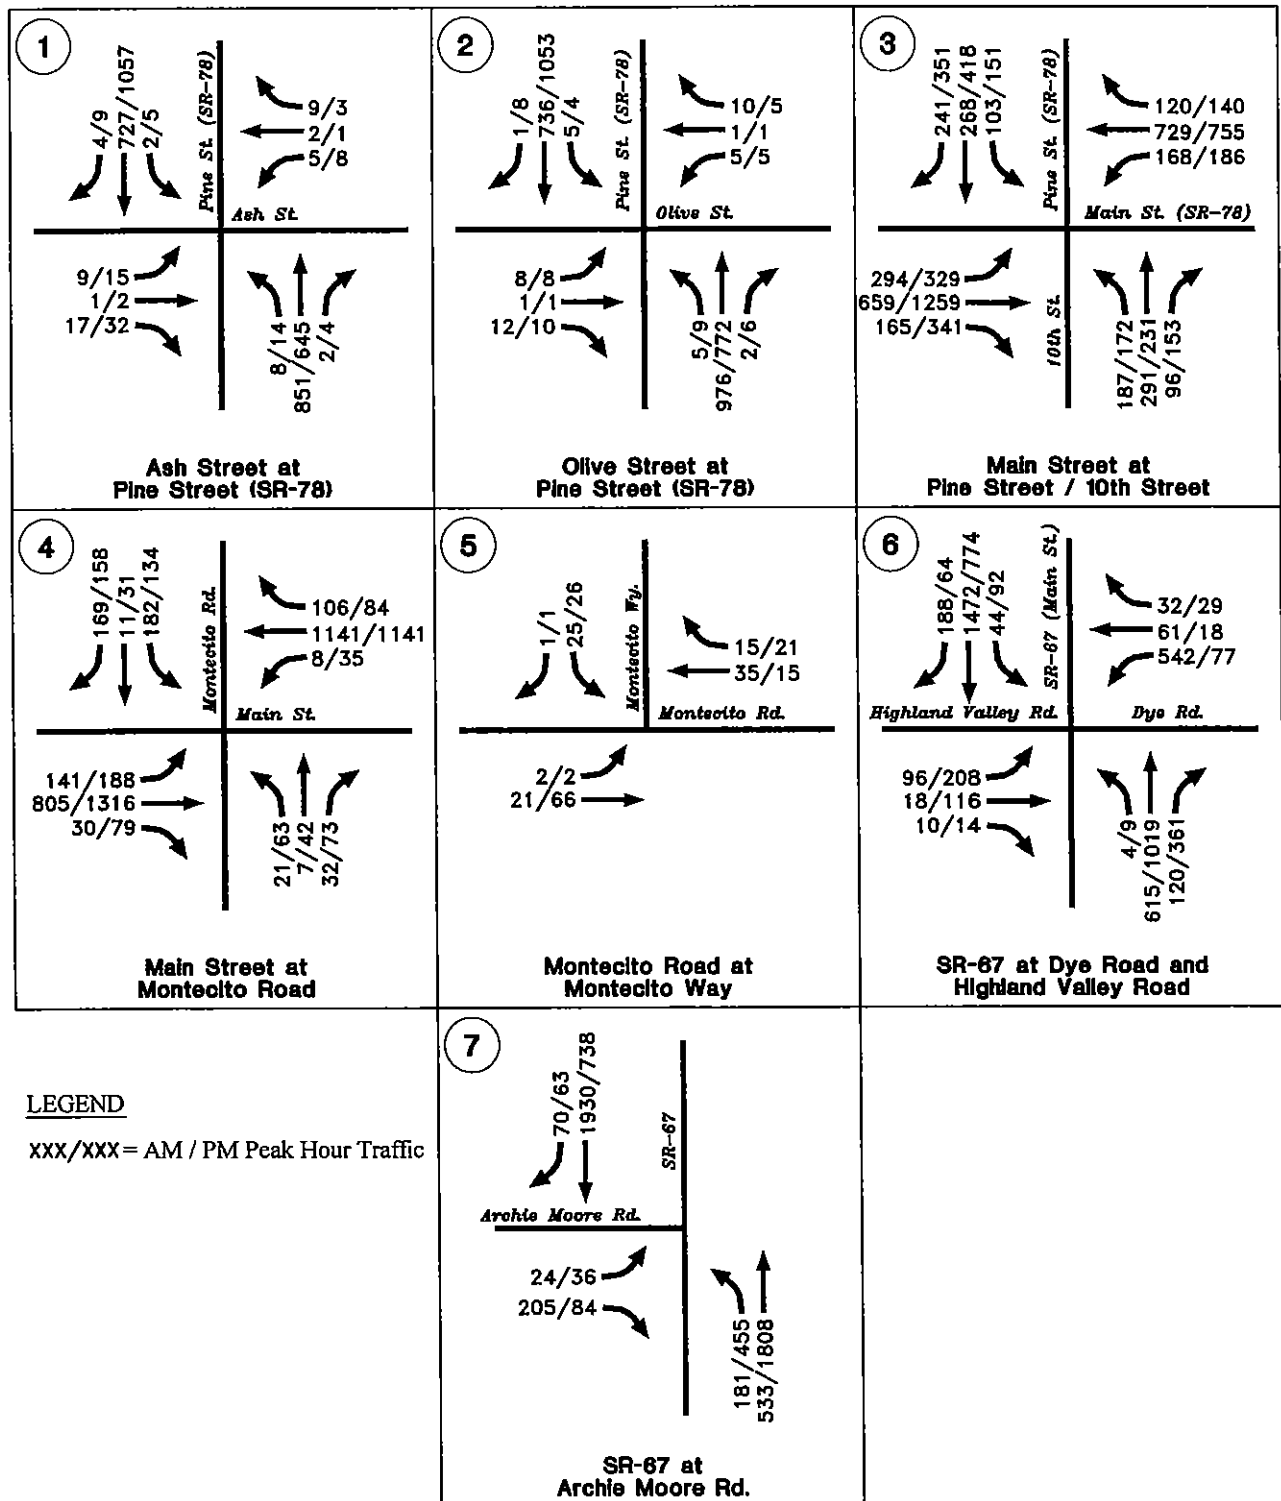 1
4/9
727/1057
2/5
Pine St. (SR-78)
9/3
2/1
5/8
Ash St.
9/15
1/2
17/32
8/14
851/645
2/4
Ash Street at
Pine Street (SR-78)
2
1/8
736/1053
5/4
Pine St. (SR-78)
10/5
1/1
5/5
Olive St.
8/8
1/1
12/10
5/9
976/772
2/6
Olive Street at
Pine Street (SR-78)
3
241/351
268/418
103/151
Pine St. (SR-78)
120/140
729/755
168/186
Main St. (SR-78)
294/329
659/1259
165/341
10th St.
187/172
291/231
96/153
Main Street at
Pine Street / 10th Street
4
169/158
11/31
182/134
Montecito Rd.
106/84
1141/1141
8/35
Main St.
141/188
805/1316
30/79
21/63
7/42
32/73
Main Street at
Montecito Road
5
1/1
25/26
Montecito Wy.
15/21
35/15
Montecito Rd.
2/2
21/66
Montecito Road at
Montecito Way
6
188/64
1472/774
44/92
SR-67 (Main St.)
32/29
61/18
542/77
Highland Valley Rd.
Dye Rd.
96/208
18/116
10/14
4/9
615/1019
120/361
SR-67 at Dye Road and
Highland Valley Road
7
70/63
1930/738
SR-67
Archie Moore Rd.
24/36
205/84
181/455
533/1808
SR-67 at
Archie Moore Rd.
LEGEND
XXX/XXX = AM / PM Peak Hour Traffic